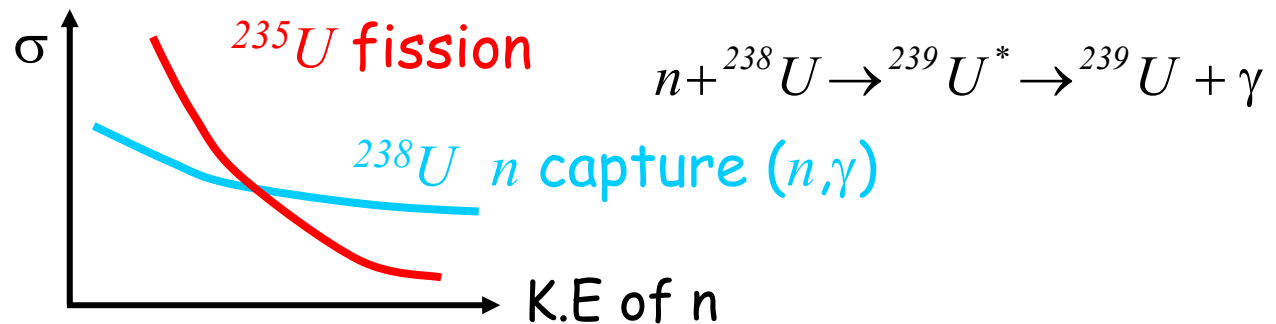 σ
²³⁵U fission
n+²³⁸U→²³⁹U*→²³⁹U + γ
²³⁸U n capture (n,γ)
K.E of n